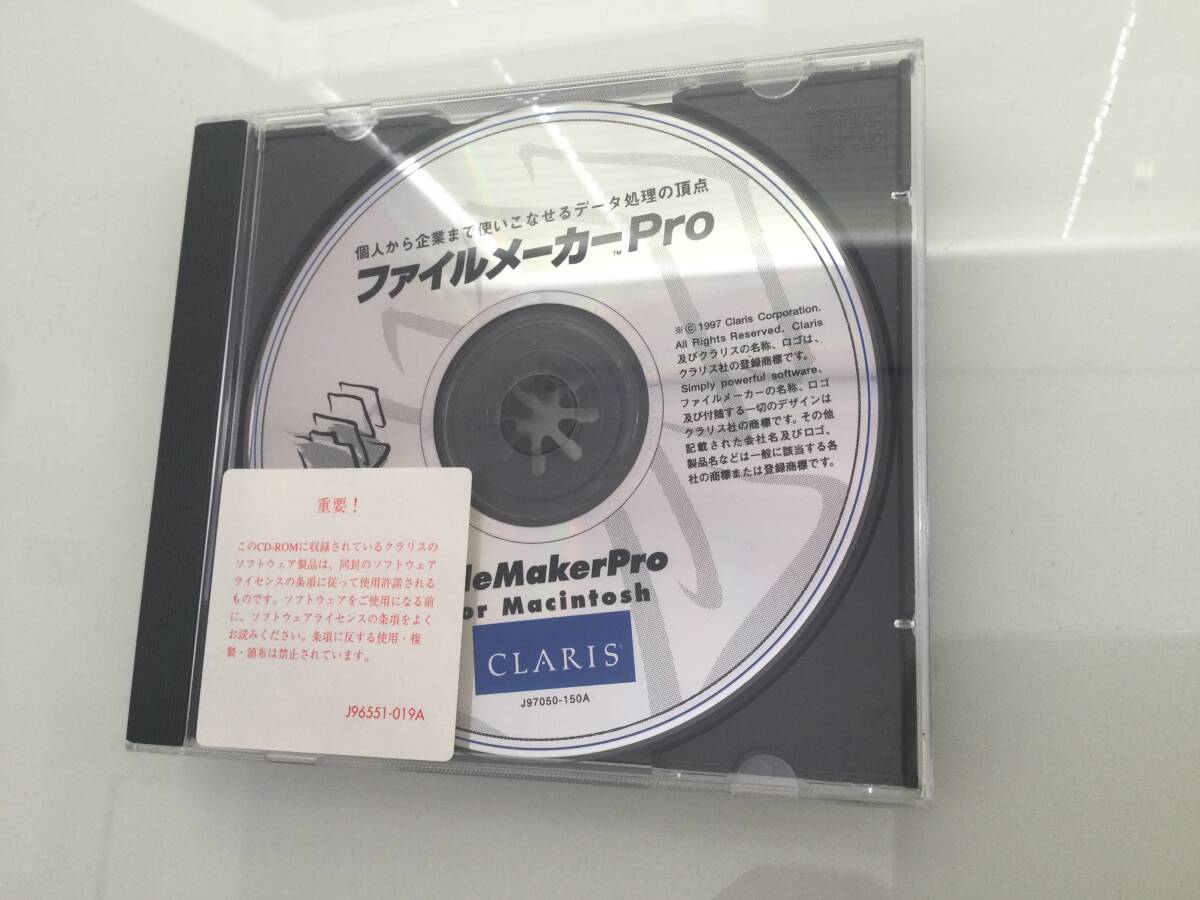 個人から企業まで使いこなせるデータ処理の頂点
ファイルメーカー™Pro
※©1997 Claris Corporation.
All Rights Reserved. Claris
及びクラリスの名称、ロゴは、
クラリス社の登録商標です。
Simply powerful software、
ファイルメーカーの名称、ロゴ
及び付随する一切のデザインは
クラリス社の商標です。その他
記載された会社名及びロゴ、
製品名などは一般に該当する各
社の商標または登録商標です。
leMakerPro
or Macintosh
CLARIS
J97050-150A
重要！
このCD-ROMに収録されているクラリスの
ソフトウェア製品は、同封のソフトウェア
ライセンスの条項に従って使用許諾される
ものです。ソフトウェアをご使用になる前
に、ソフトウェアライセンスの条項をよく
お読みください。条項に反する使用・複
製・頒布は禁止されています。
J96551-019A